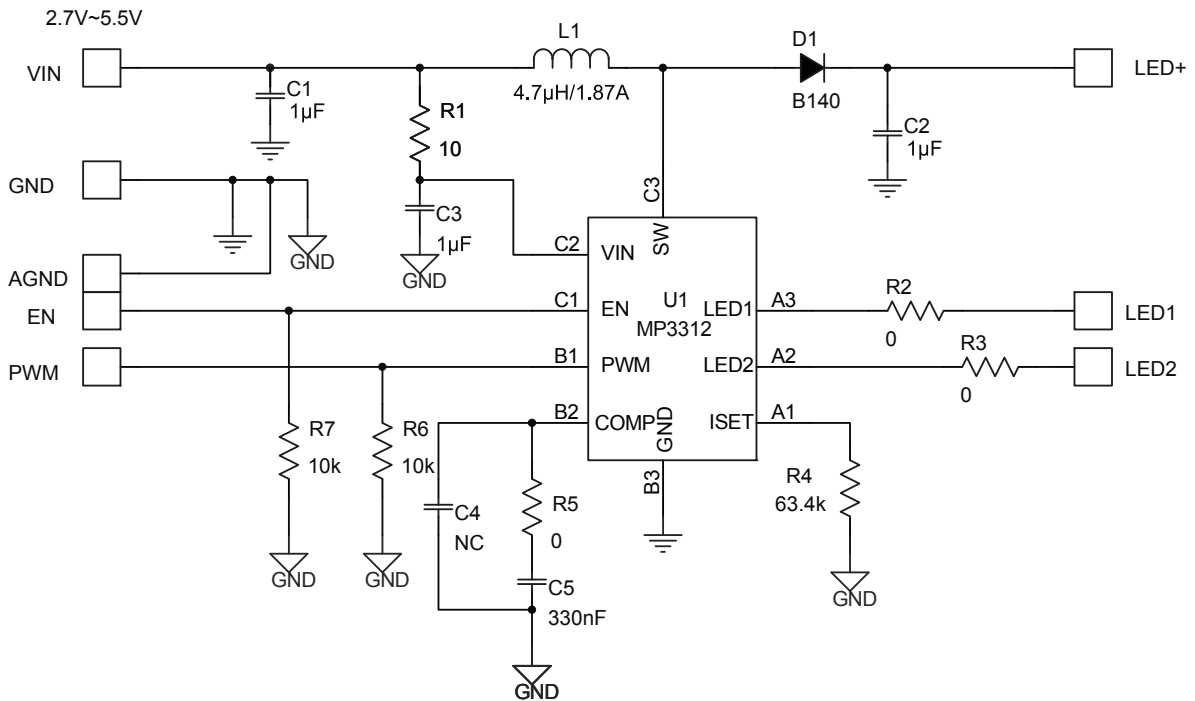 2.7V~5.5V
VIN
C1
1µF
R1
10
L1
4.7µH/1.87A
D1
B140
C2
1µF
LED+
GND
GND
AGND
C3
1µF
GND
C3
C2
VIN
SW
EN
C1
EN
U1
MP3312
LED1
A3
R2
0
LED1
PWM
B1
PWM
LED2
A2
R3
0
LED2
B2
COMP
GND
ISET
A1
B3
R7
10k
R6
10k
C4
NC
R5
0
R4
63.4k
GND
GND
C5
330nF
GND
GND